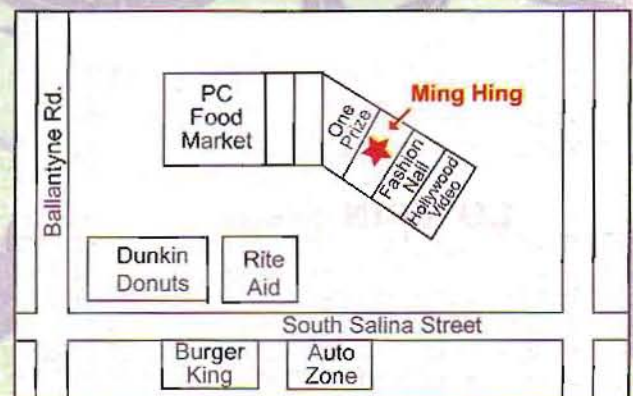 Ballantyne Rd.
PC
Food
Market
One
Prize
Ming Hing
Fashion
Nail
Hollywood
Video
Dunkin
Donuts
Rite
Aid
South Salina Street
Burger
King
Auto
Zone